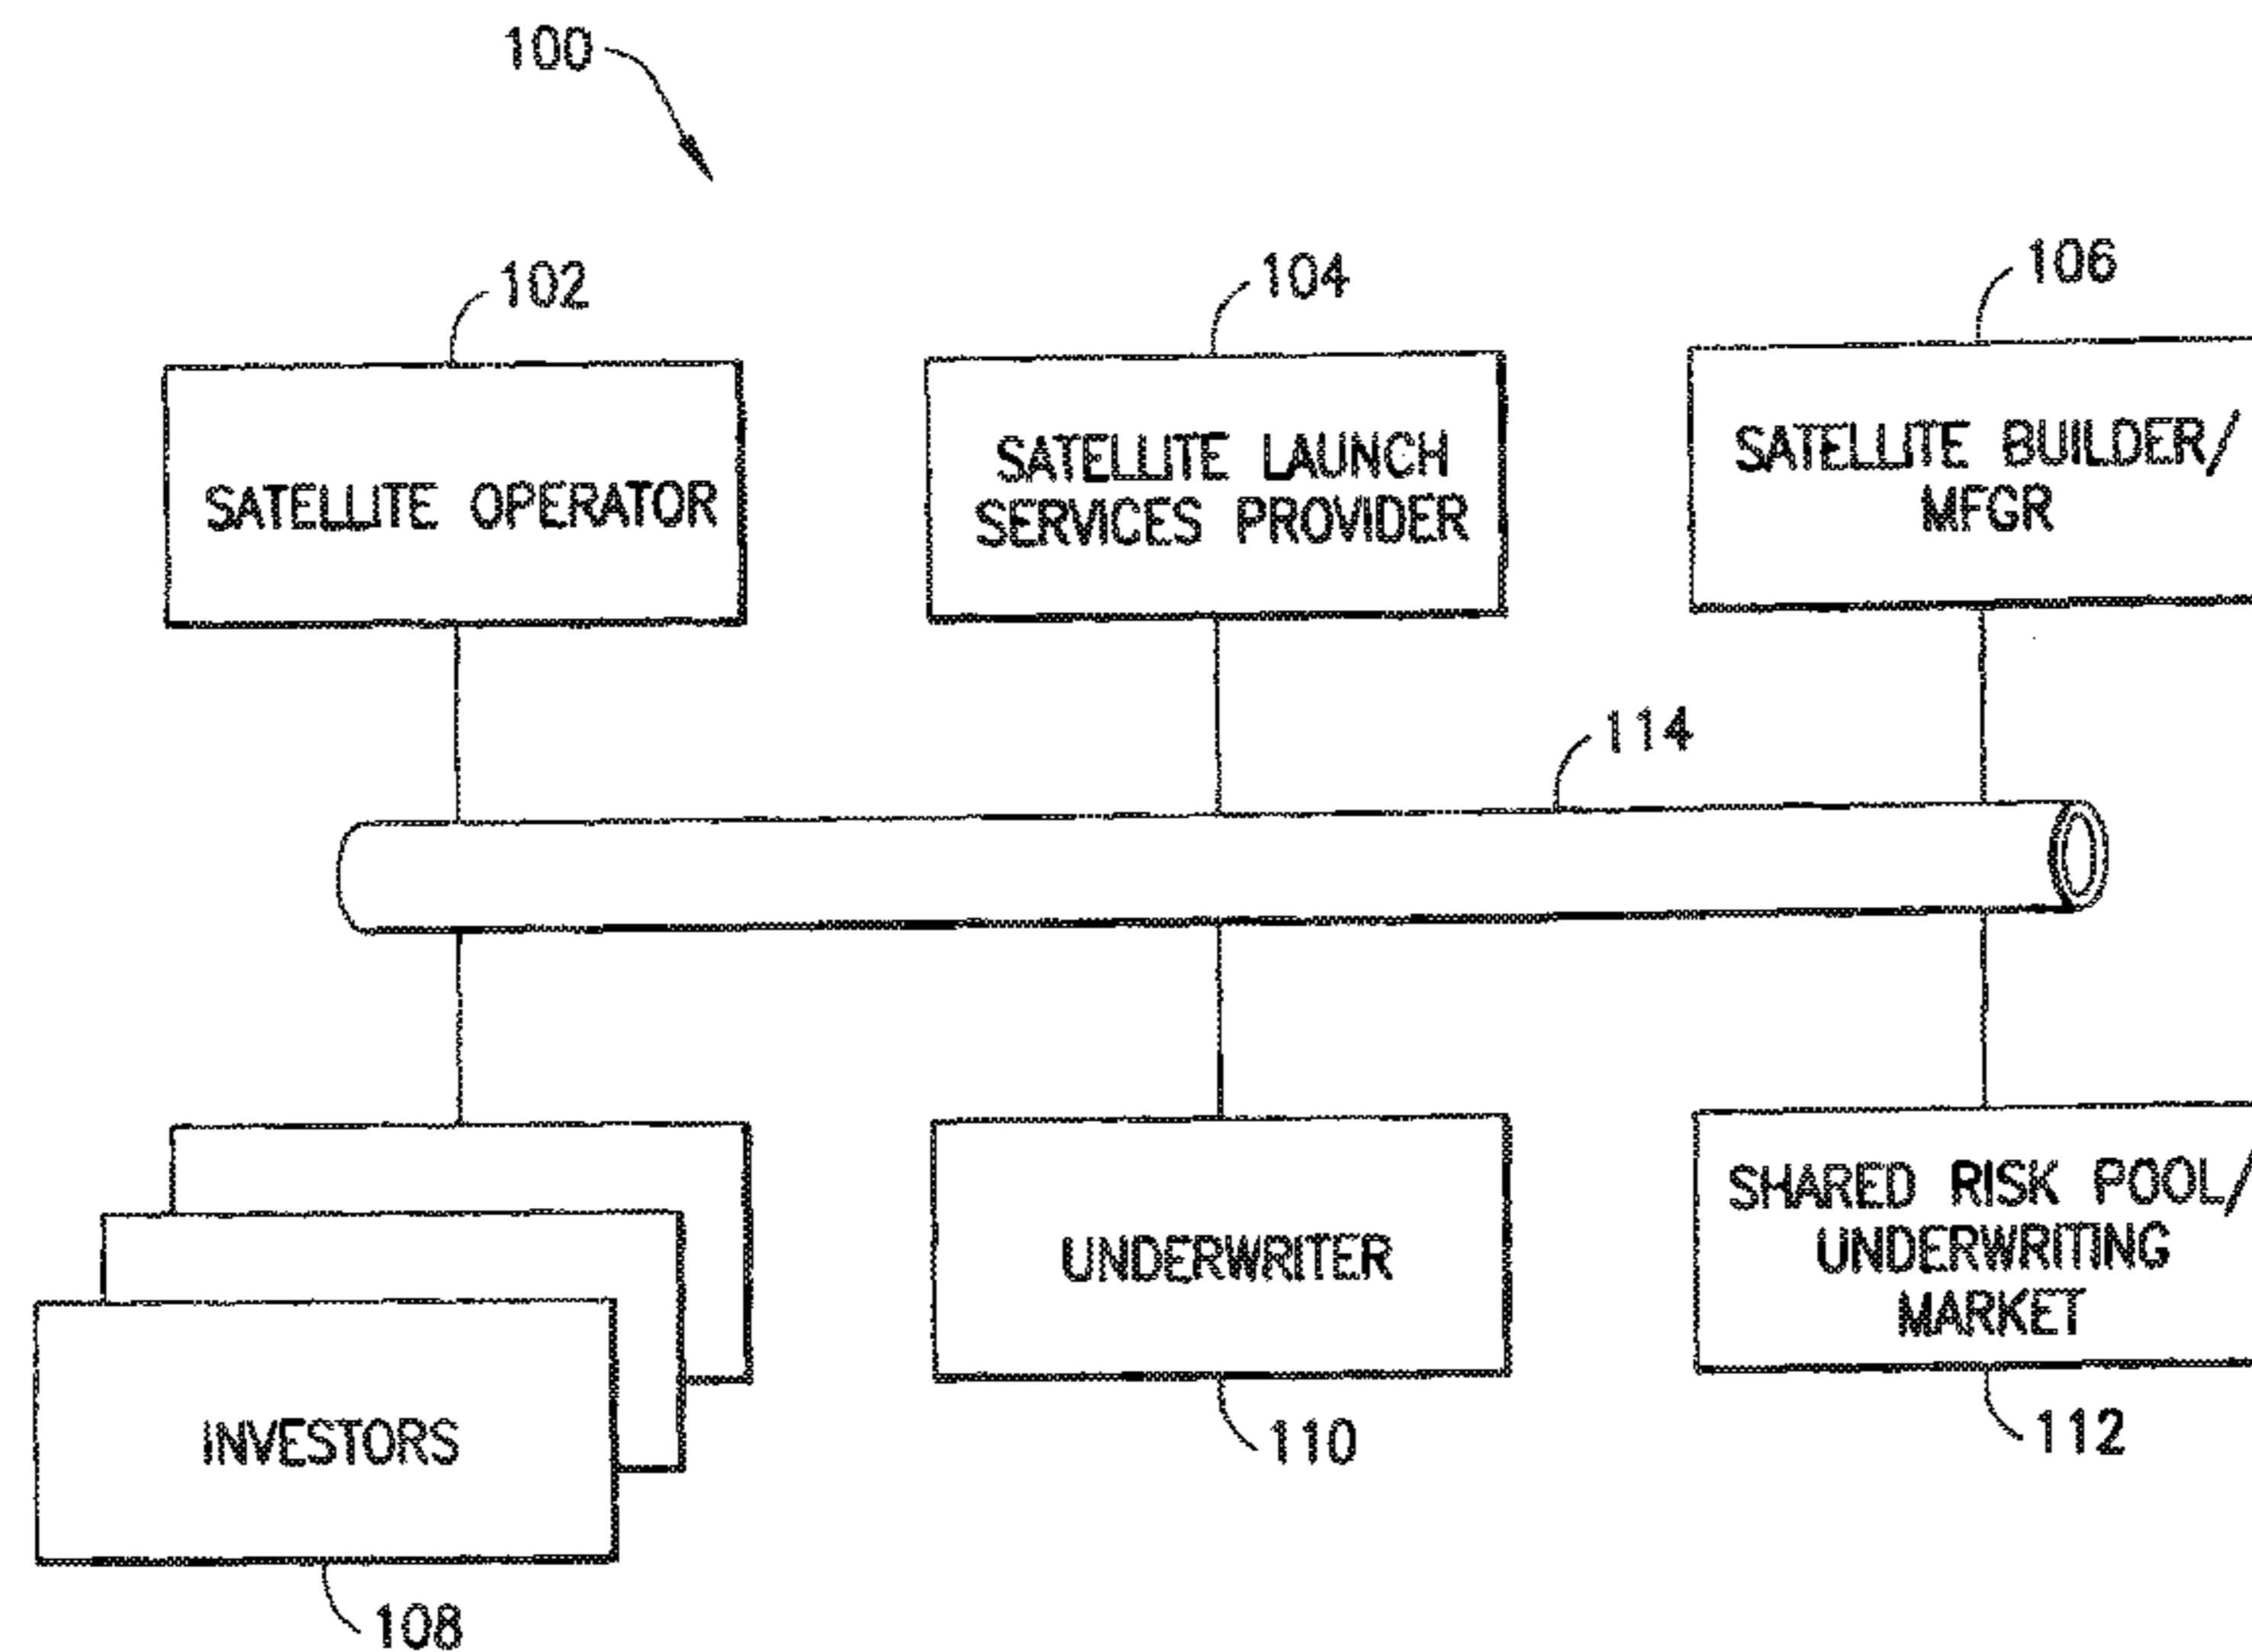 100
102
104
106
SATELLITE OPERATOR
SATELLITE LAUNCH
SERVICES PROVIDER
SATELLITE BUILDER/
MFGR
114
INVESTORS
UNDERWRITER
SHARED RISK POOL/
UNDERWRITING
MARKET
108
110
112